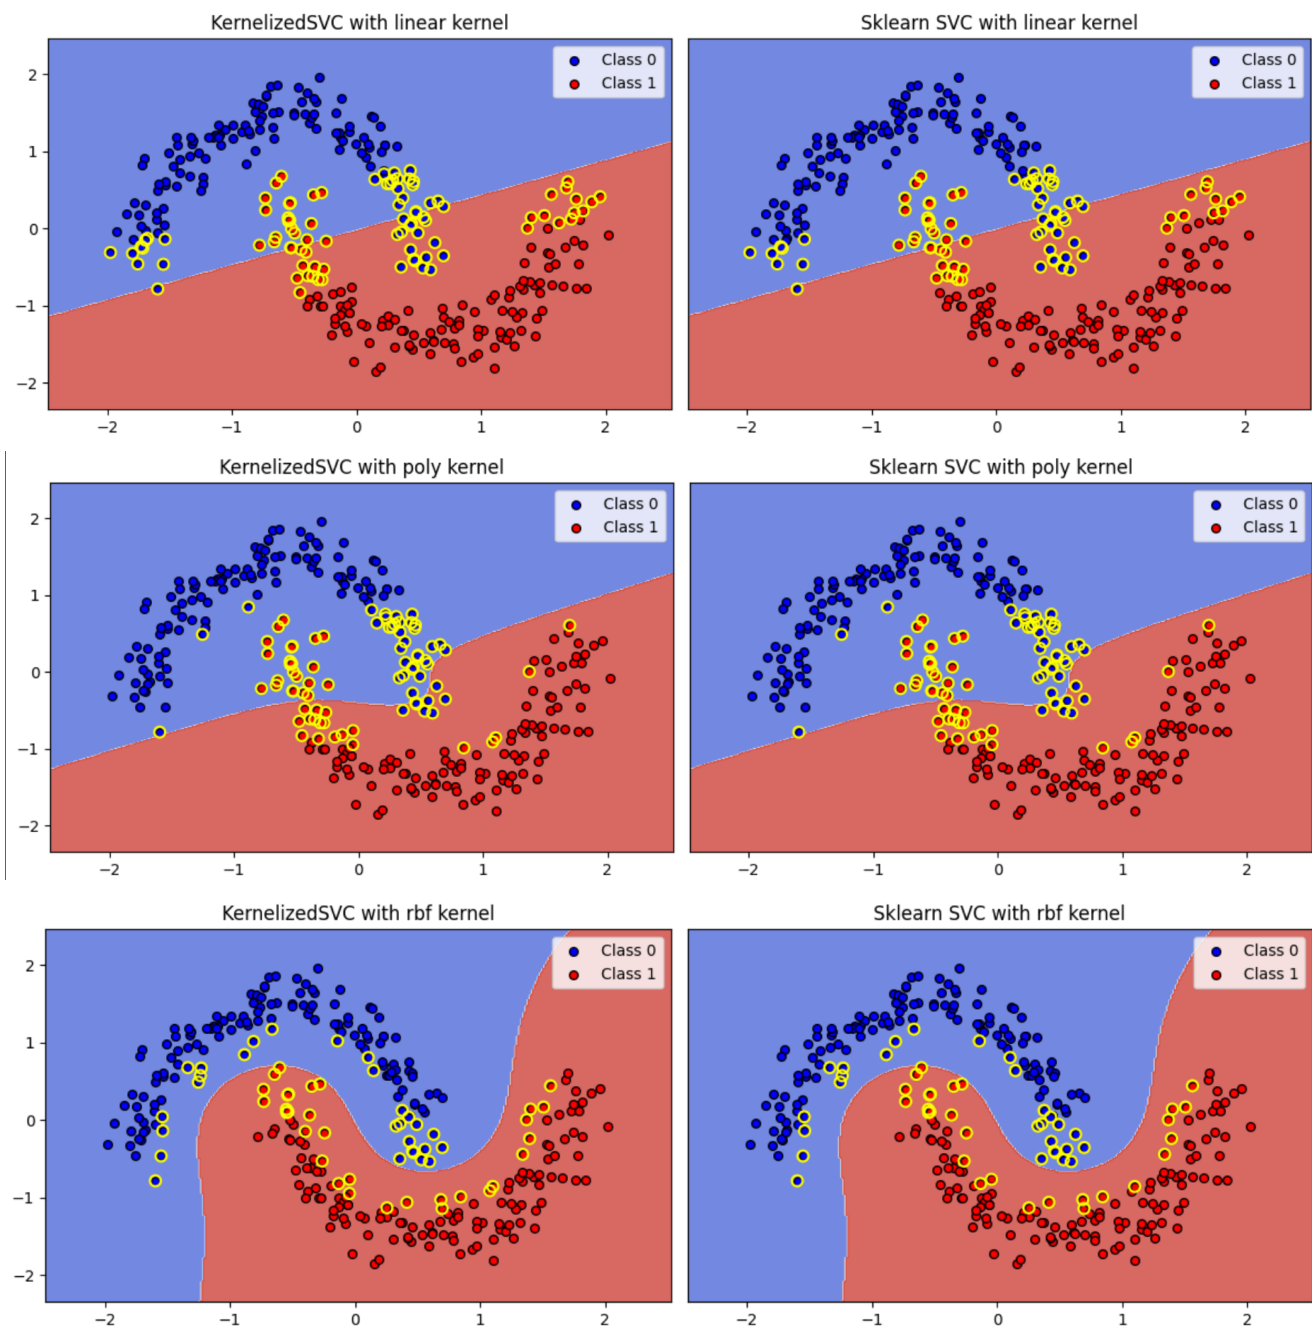 KernelizedSVC with linear kernel
Sklearn SVC with linear kernel
Class 0
Class 1
Class 0
Class 1
2
1
0
−1
−2
−2 −1 0 1 2
−2 −1 0 1 2
KernelizedSVC with poly kernel
Sklearn SVC with poly kernel
Class 0
Class 1
Class 0
Class 1
2
1
0
−1
−2
−2 −1 0 1 2
−2 −1 0 1 2
KernelizedSVC with rbf kernel
Sklearn SVC with rbf kernel
Class 0
Class 1
Class 0
Class 1
2
1
0
−1
−2
−2 −1 0 1 2
−2 −1 0 1 2